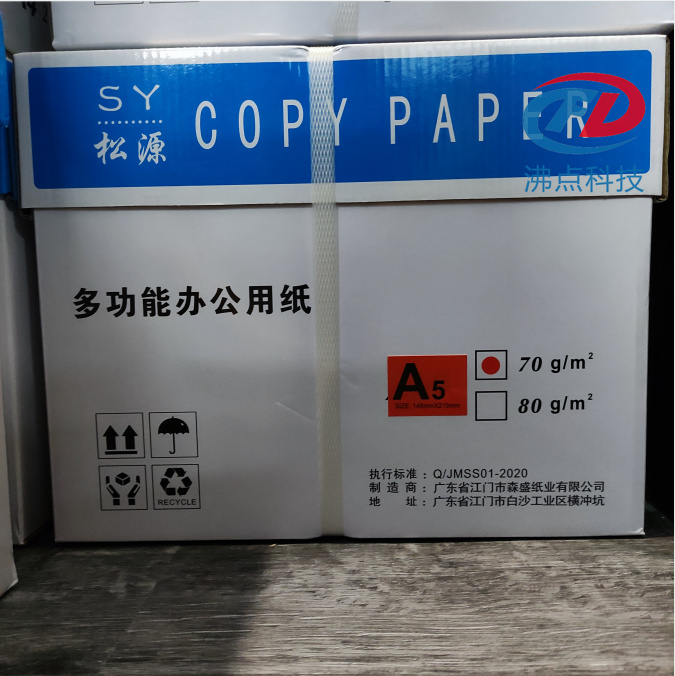 SY
松源
COPY PAPER
沸点科技
多功能办公用纸
A5
SIZE: 148mmX210mm
70 g/m²
80 g/m²
RECYCLE
执行标准：Q/JMSS01-2020
制造商：广东省江门市森盛纸业有限公司
地址：广东省江门市白沙工业区横冲坑